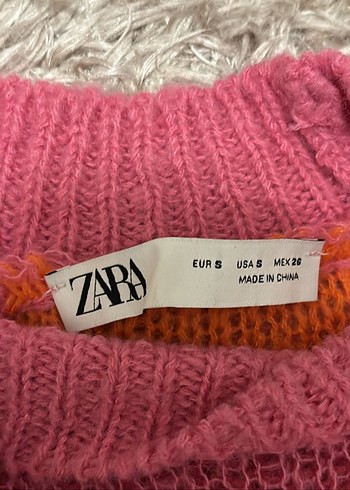 ZARA
EUR S USA S MEX 26
MADE IN CHINA